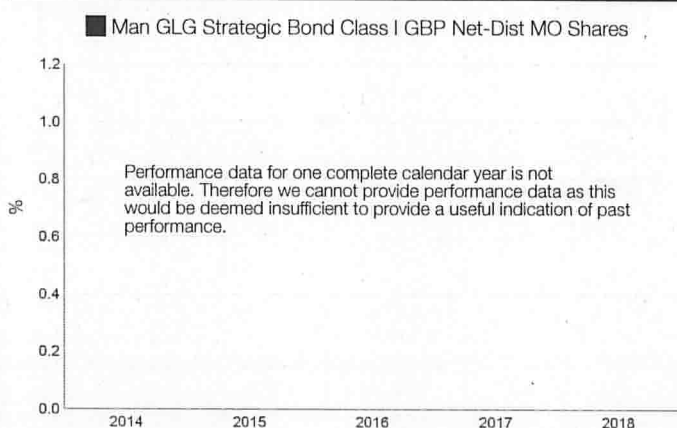 Man GLG Strategic Bond Class I GBP Net-Dist MO Shares
1.2
1.0
0.8
0.6
0.4
0.2
0.0
%
Performance data for one complete calendar year is not
available. Therefore we cannot provide performance data as this
would be deemed insufficient to provide a useful indication of past
performance.
2014 2015 2016 2017 2018